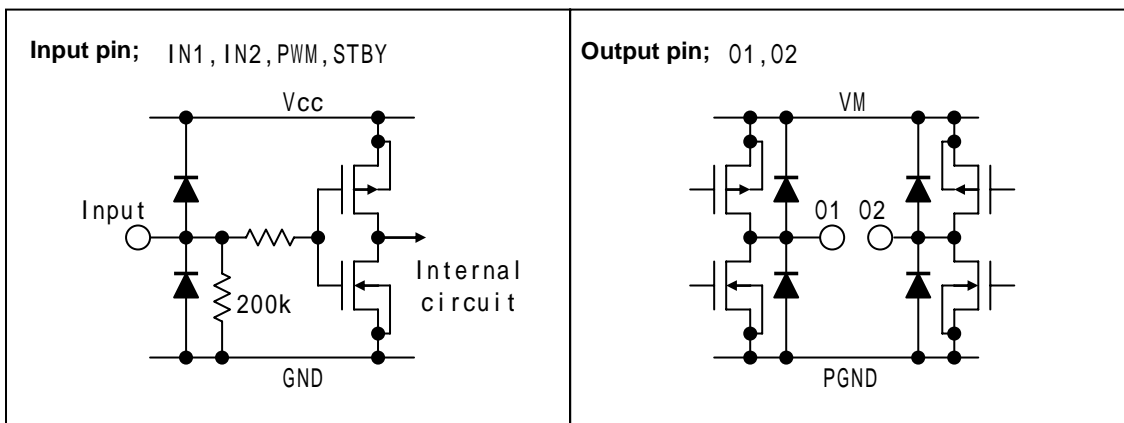 Input pin; IN1,IN2,PWM,STBY
Vcc
Input
200k
Internal
circuit
GND
Output pin; O1,O2
VM
O1 O2
PGND